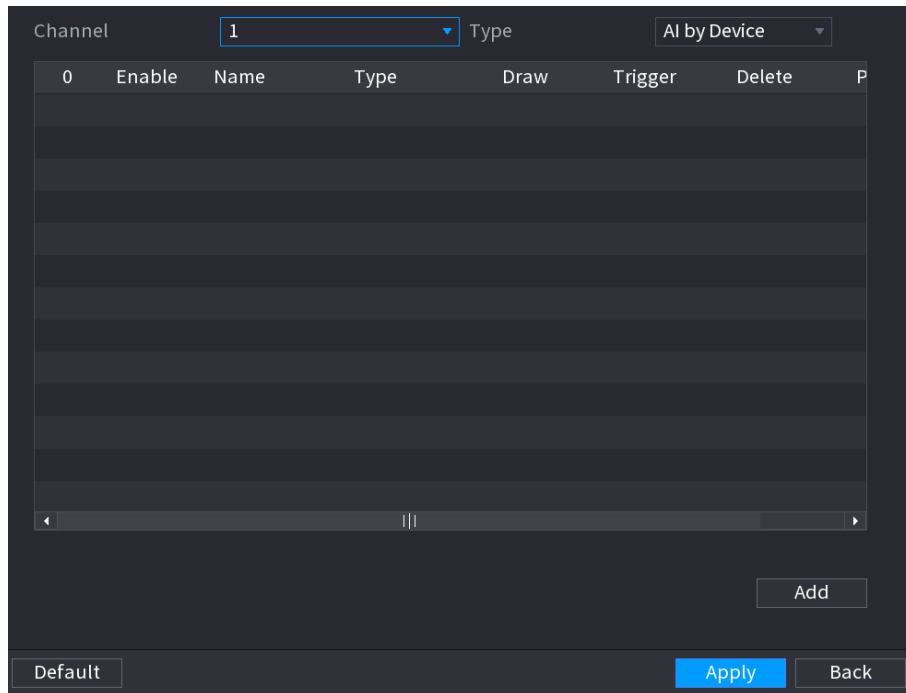 Channel 1 Type AI by Device
0 Enable Name Type Draw Trigger Delete P
Add
Default Apply Back